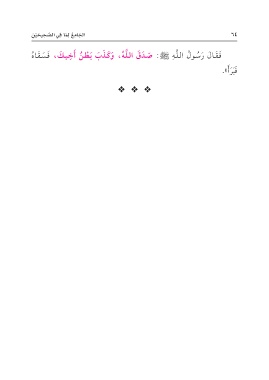 ٦٤ الجامع لما في الصحيحين
فَقَالَ رَسُولُ اللَّهِ ﷺ: صَدَقَ اللَّهُ، وَكَذَبَ بَطْنُ أَخِيكَ، فَسَقَاهُ
فَبَرَأَ».
❖ ❖ ❖